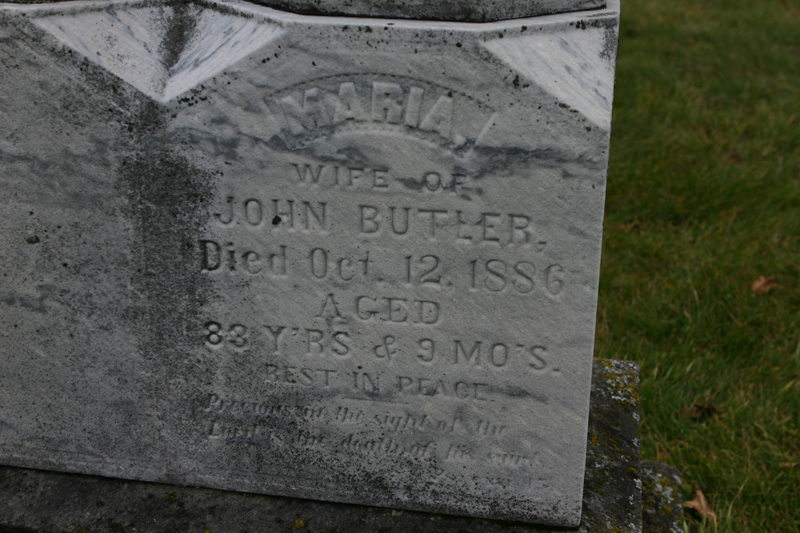 MARIA,
WIFE OF
JOHN BUTLER,
Died Oct. 12, 1886
AGED
83 Y'RS & 9 MO'S.
REST IN PEACE.
Precious in the sight of the
Lord is the death of his saints